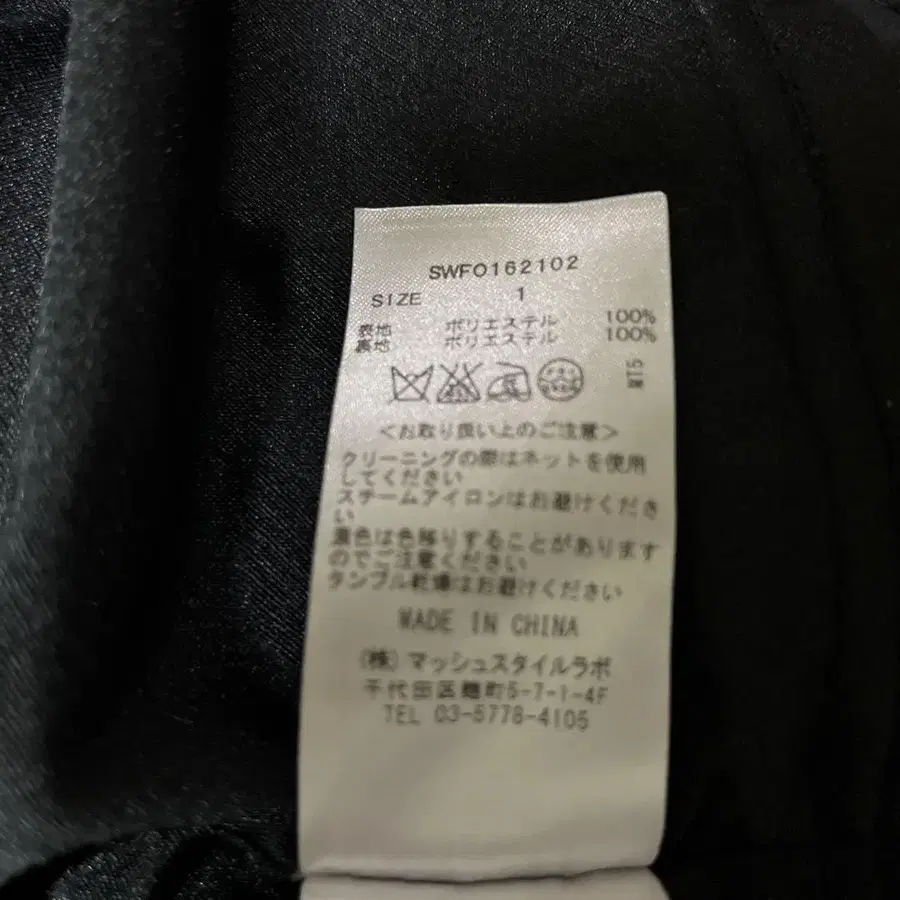 SWFO162102
SIZE 1
表地 ポリエステル 100%
裏地 ポリエステル 100%
MT5
<お取り扱い上のご注意>
クリーニングの際はネットを使用
してください
スチームアイロンはお避けくださ
い
濃色は色移りすることがあります
のでご注意ください
タンブル乾燥はお避けください
MADE IN CHINA
(株)マッシュスタイルラボ
千代田区麹町5-7-1-4F
TEL 03-5778-4105